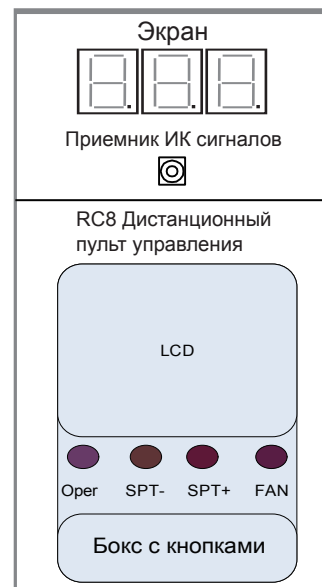 Экран
Приемник ИК сигналов
RC8 Дистанционный
пульт управления
LCD
Oper SPT- SPT+ FAN
Бокс с кнопками